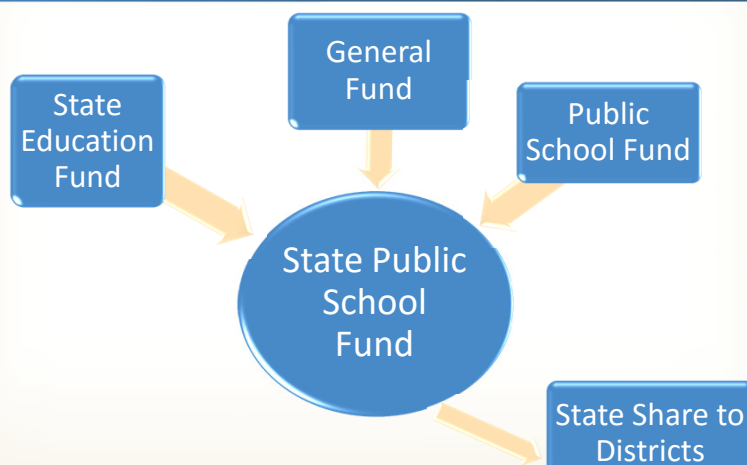 General
Fund
State
Education
Fund
Public
School Fund
State Public
School
Fund
State Share to
Districts